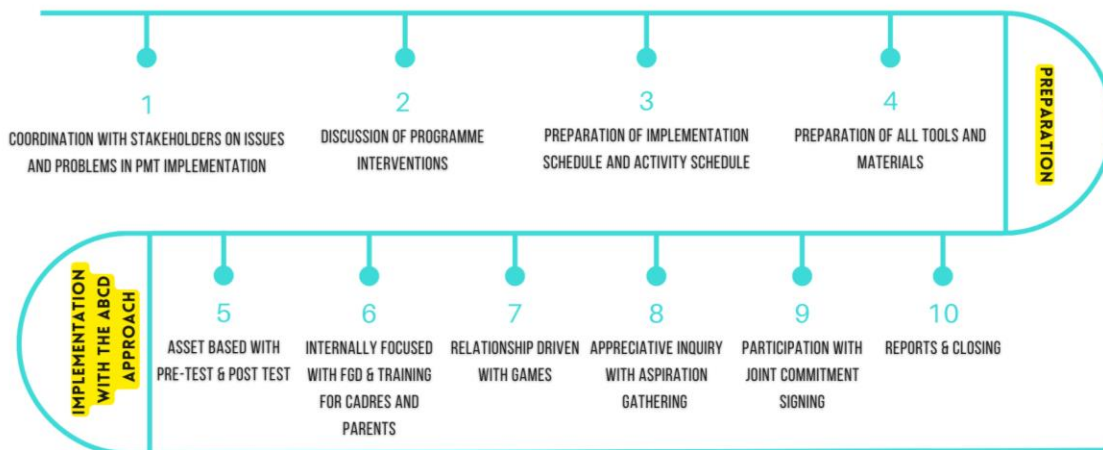 1
COORDINATION WITH STAKEHOLDERS ON ISSUES
AND PROBLEMS IN PMT IMPLEMENTATION
2
DISCUSSION OF PROGRAMME
INTERVENTIONS
3
PREPARATION OF IMPLEMENTATION
SCHEDULE AND ACTIVITY SCHEDULE
4
PREPARATION OF ALL TOOLS AND
MATERIALS
PREPARATION
IMPLEMENTATION
WITH THE ABCD
APPROACH
5
ASSET BASED WITH
PRE-TEST & POST TEST
6
INTERNALLY FOCUSED
WITH FGD & TRAINING
FOR CADRES AND
PARENTS
7
RELATIONSHIP DRIVEN
WITH GAMES
8
APPRECIATIVE INQUIRY
WITH ASPIRATION
GATHERING
9
PARTICIPATION WITH
JOINT COMMITMENT
SIGNING
10
REPORTS & CLOSING